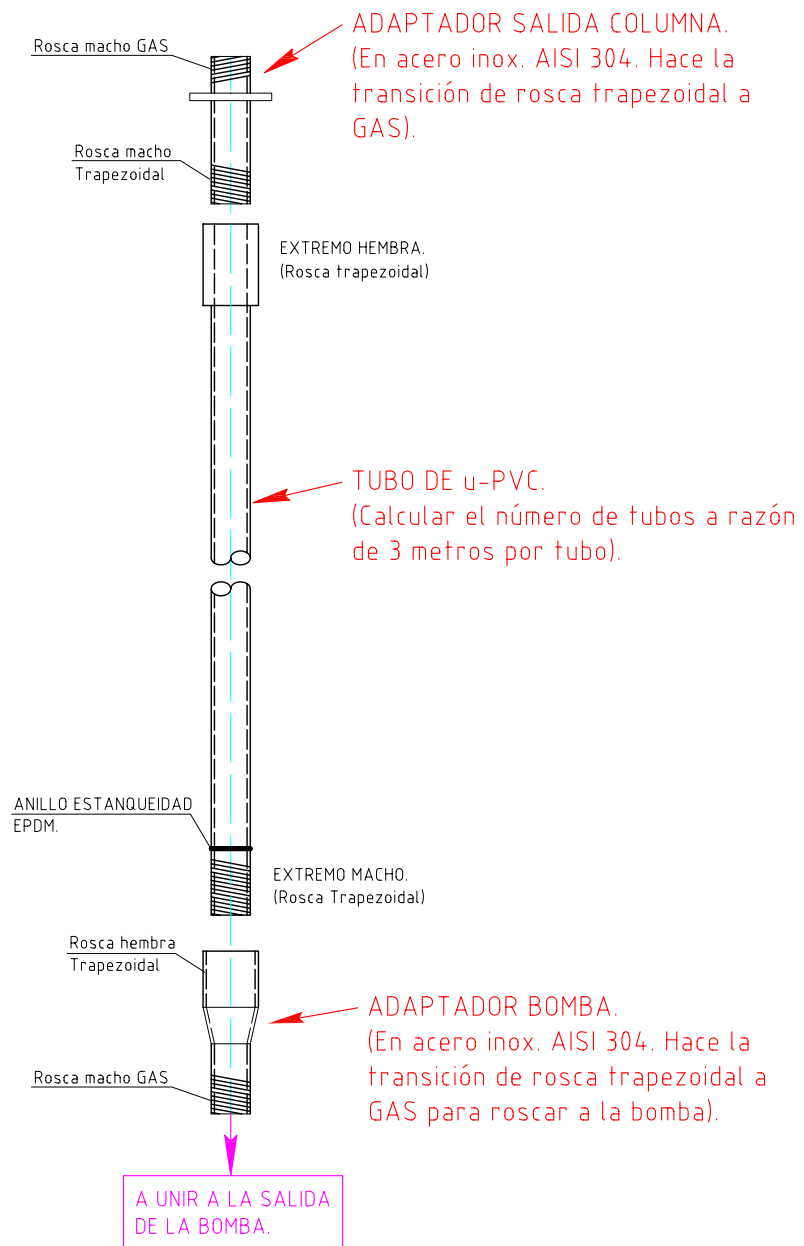 ADAPTADOR SALIDA COLUMNA.
(En acero inox. AISI 304. Hace la
transición de rosca trapezoidal a
GAS).
Rosca macho GAS
Rosca macho
Trapezoidal
EXTREMO HEMBRA.
(Rosca trapezoidal)
TUBO DE u-PVC.
(Calcular el número de tubos a razón
de 3 metros por tubo).
ANILLO ESTANQUEIDAD
EPDM.
EXTREMO MACHO.
(Rosca Trapezoidal)
Rosca hembra
Trapezoidal
ADAPTADOR BOMBA.
(En acero inox. AISI 304. Hace la
transición de rosca trapezoidal a
GAS para roscar a la bomba).
Rosca macho GAS
A UNIR A LA SALIDA
DE LA BOMBA.